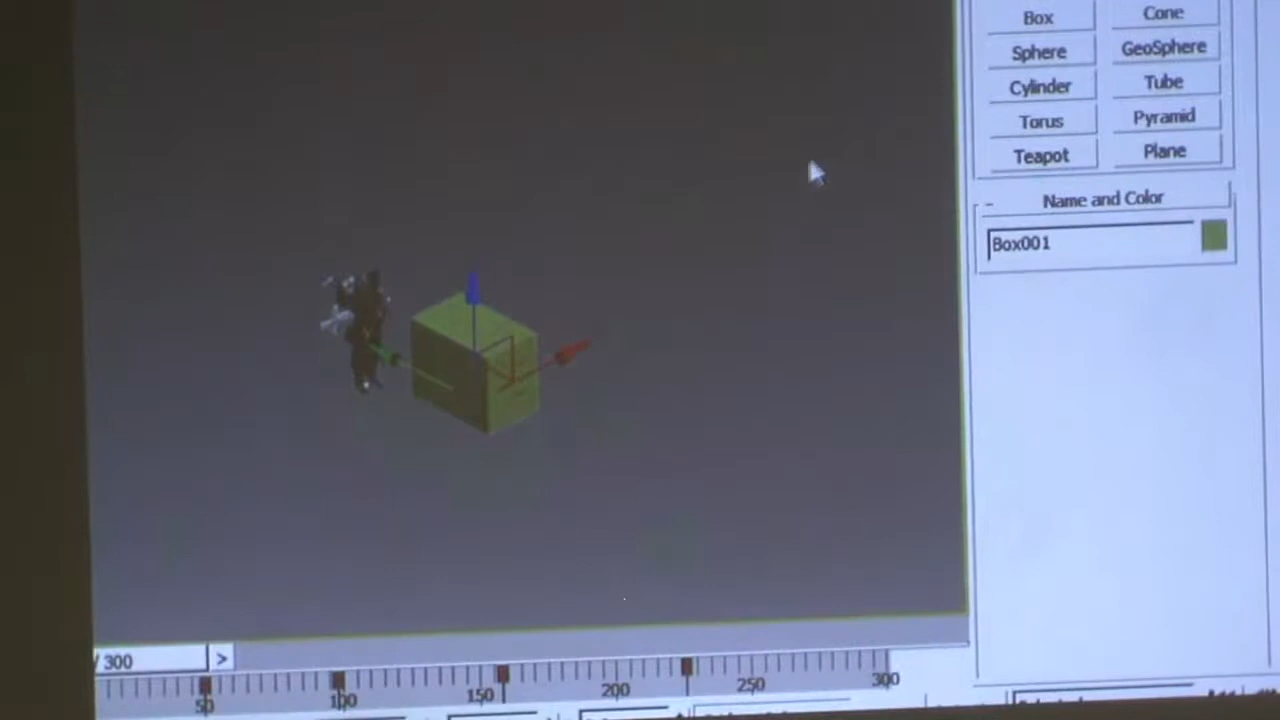 Box Cone
Sphere GeoSphere
Cylinder Tube
Torus Pyramid
Teapot Plane
- Name and Color
Box001
/ 300 >
50 100 150 200 250 300